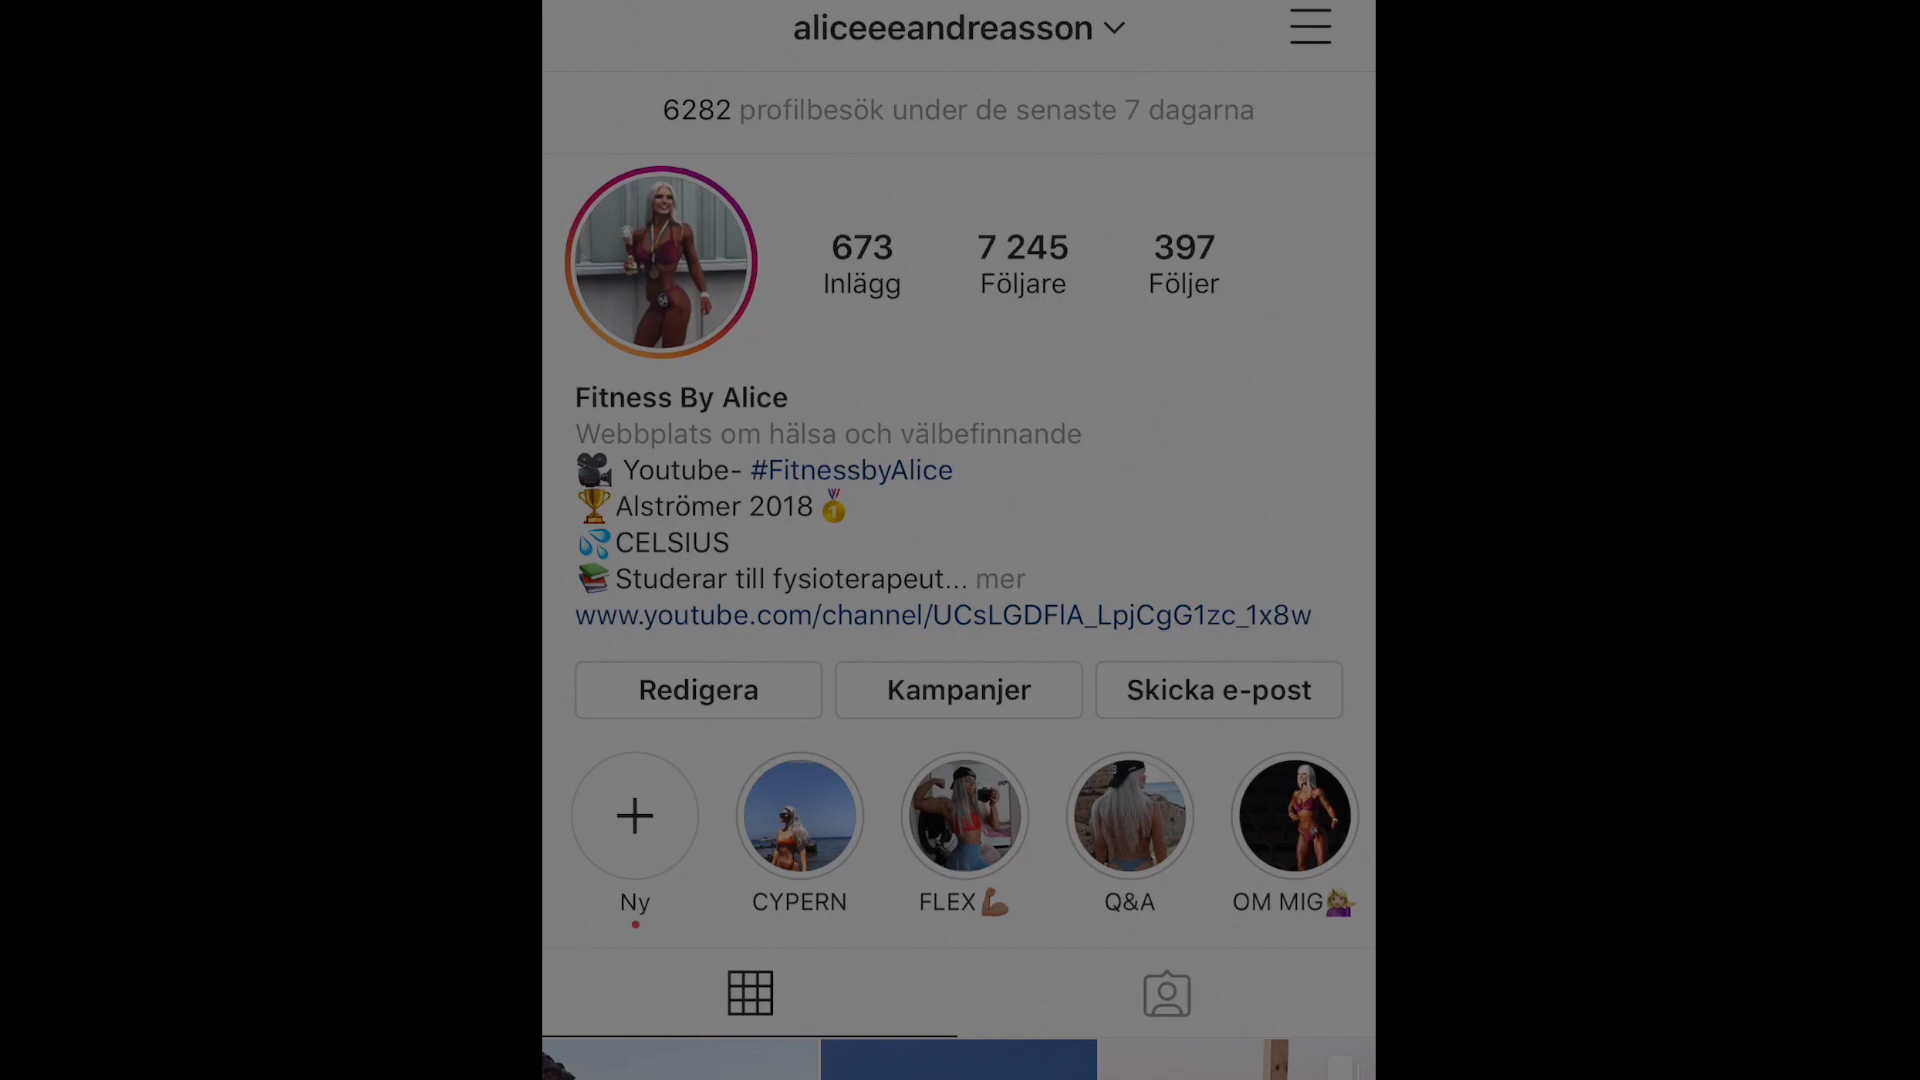 aliceeeandreasson
6282 profilbesök under de senaste 7 dagarna
673 7 245 397
Inlägg Följare Följer
Fitness By Alice
Webbplats om hälsa och välbefinnande
🎥 Youtube- #FitnessbyAlice
🏆Alströmer 2018🏅
💦CELSIUS
📚Studerar till fysioterapeut... mer
www.youtube.com/channel/UCsLGDFlA_LpjCgG1zc_1x8w
Redigera Kampanjer Skicka e-post
Ny CYPERN FLEX💪🏽 Q&A OM MIG💁🏼‍♀️